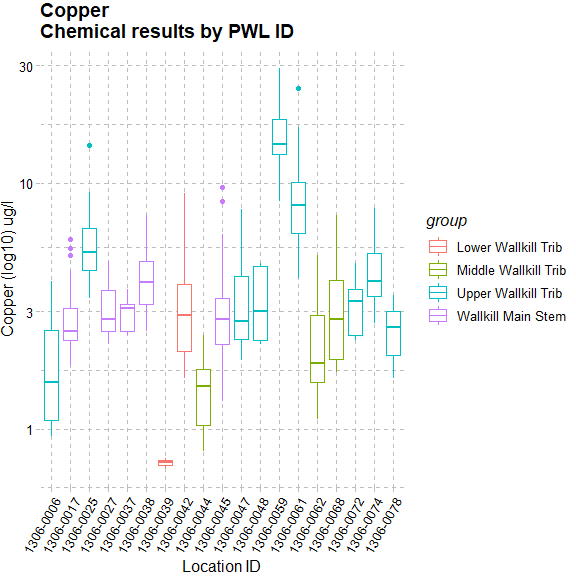 Copper
Chemical results by PWL ID
30
10
3
1
Copper (log10) ug/l
1306-0006
1306-0017
1306-0025
1306-0027
1306-0037
1306-0038
1306-0039
1306-0042
1306-0044
1306-0045
1306-0047
1306-0048
1306-0059
1306-0061
1306-0062
1306-0068
1306-0072
1306-0074
1306-0078
Location ID
group
Lower Wallkill Trib
Middle Wallkill Trib
Upper Wallkill Trib
Wallkill Main Stem